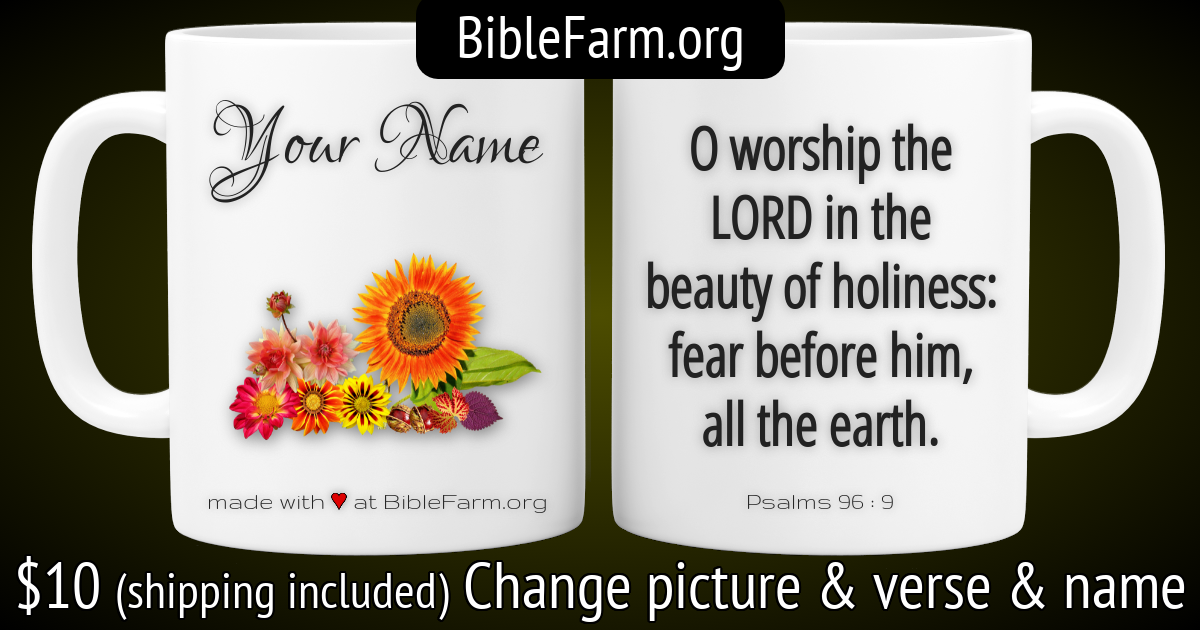 BibleFarm.org
Your Name
made with ♥ at BibleFarm.org
O worship the
LORD in the
beauty of holiness:
fear before him,
all the earth.
Psalms 96 : 9
$10 (shipping included) Change picture & verse & name